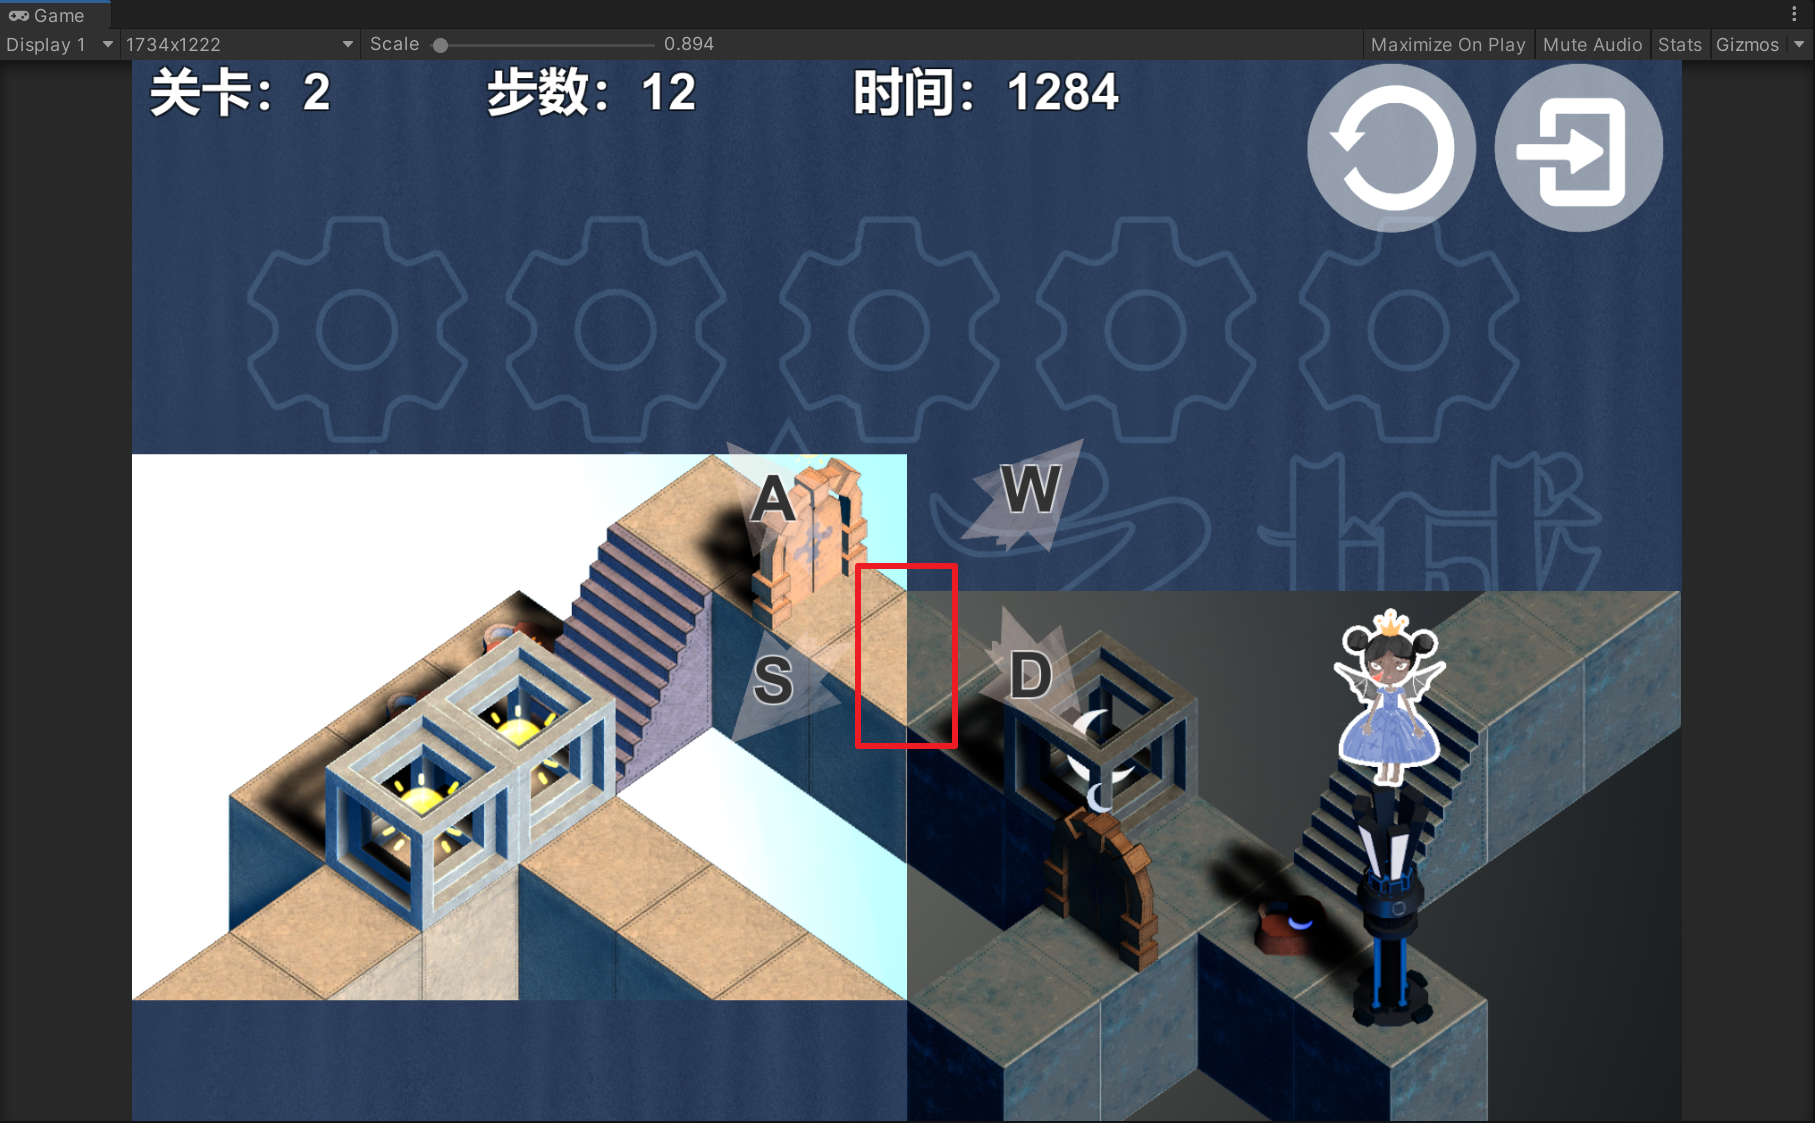 Game
Display 1
1734x1222
Scale
0.894
Maximize On Play
Mute Audio
Stats
Gizmos
关卡：2
步数：12
时间：1284
A
W
S
D